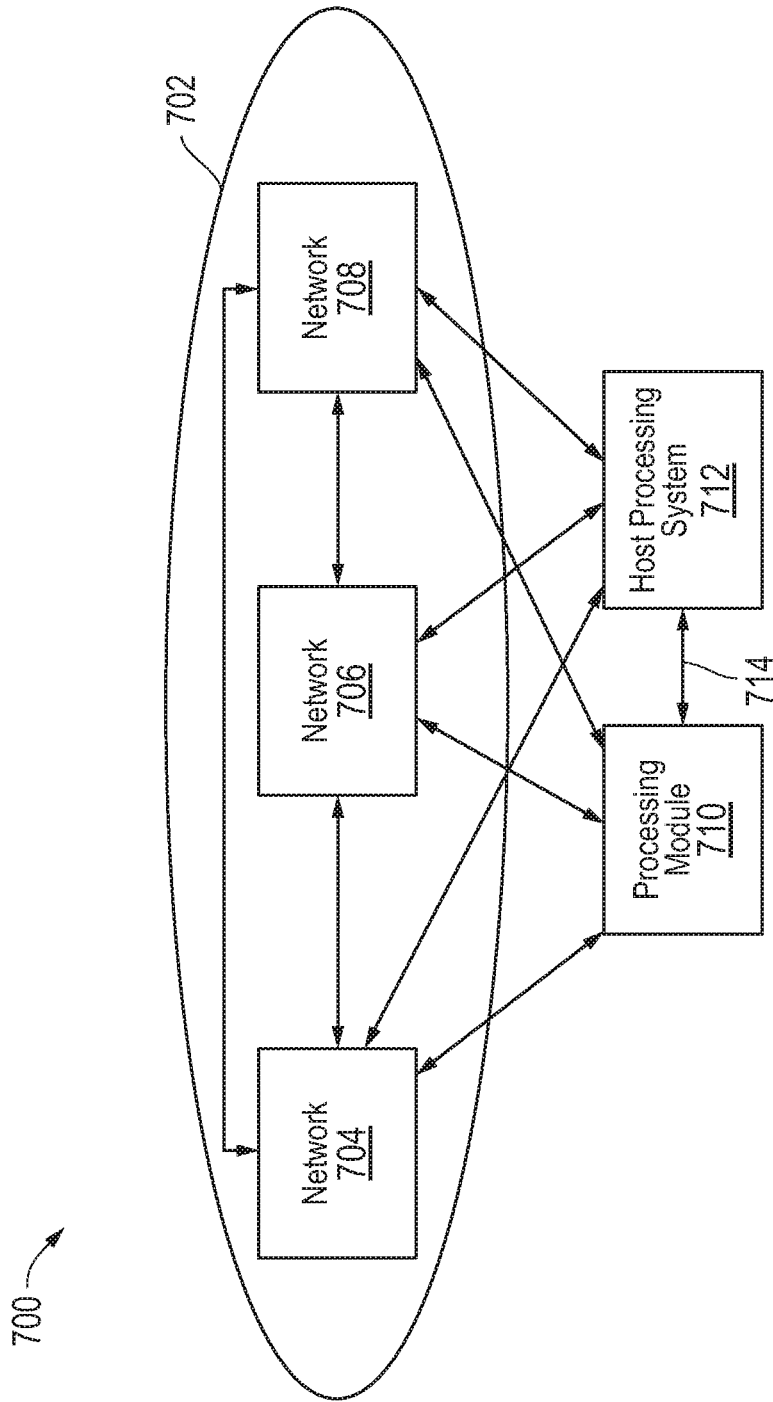 700
702
Network
704
Network
706
Network
708
Processing
Module
710
Host Processing
System
712
714